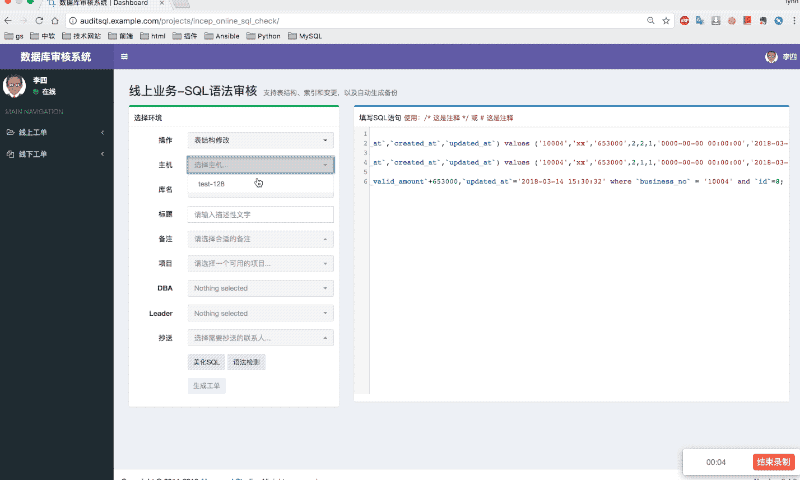 数据库审核系统 | Dashboard
lynn
auditsql.example.com/projects/incep_online_sql_check/
gs 中软 技术网站 前端 html 插件 Ansible Python MySQL
数据库审核系统
李四
李四
在线
MAIN NAVIGATION
线上工单
线下工单
线上业务-SQL语法审核 支持表结构、索引和变更，以及自动生成备份
选择环境
操作 表结构修改
主机 选择主机...
test-128
库名
标题 请输入描述性文字
备注 请选择合适的备注
项目 请选择一个可用的项目...
DBA Nothing selected
Leader Nothing selected
抄送 选择需要抄送的联系人...
美化SQL 语法检测
生成工单
填写SQL语句 使用: /* 这是注释 */ 或 # 这是注释
1
2 _at`,`created_at`,`updated_at`) values ('10004','xx','653000',2,2,1,'0000-00-00 00:00:00','2018-03-
3
4 _at`,`created_at`,`updated_at`) values ('10004','xx','653000',2,1,1,'0000-00-00 00:00:00','2018-03-
5
6 valid_amount`+653000,`updated_at`='2018-03-14 15:30:32' where `business_no` = '10004' and `id`=8;
00:04 结束录制